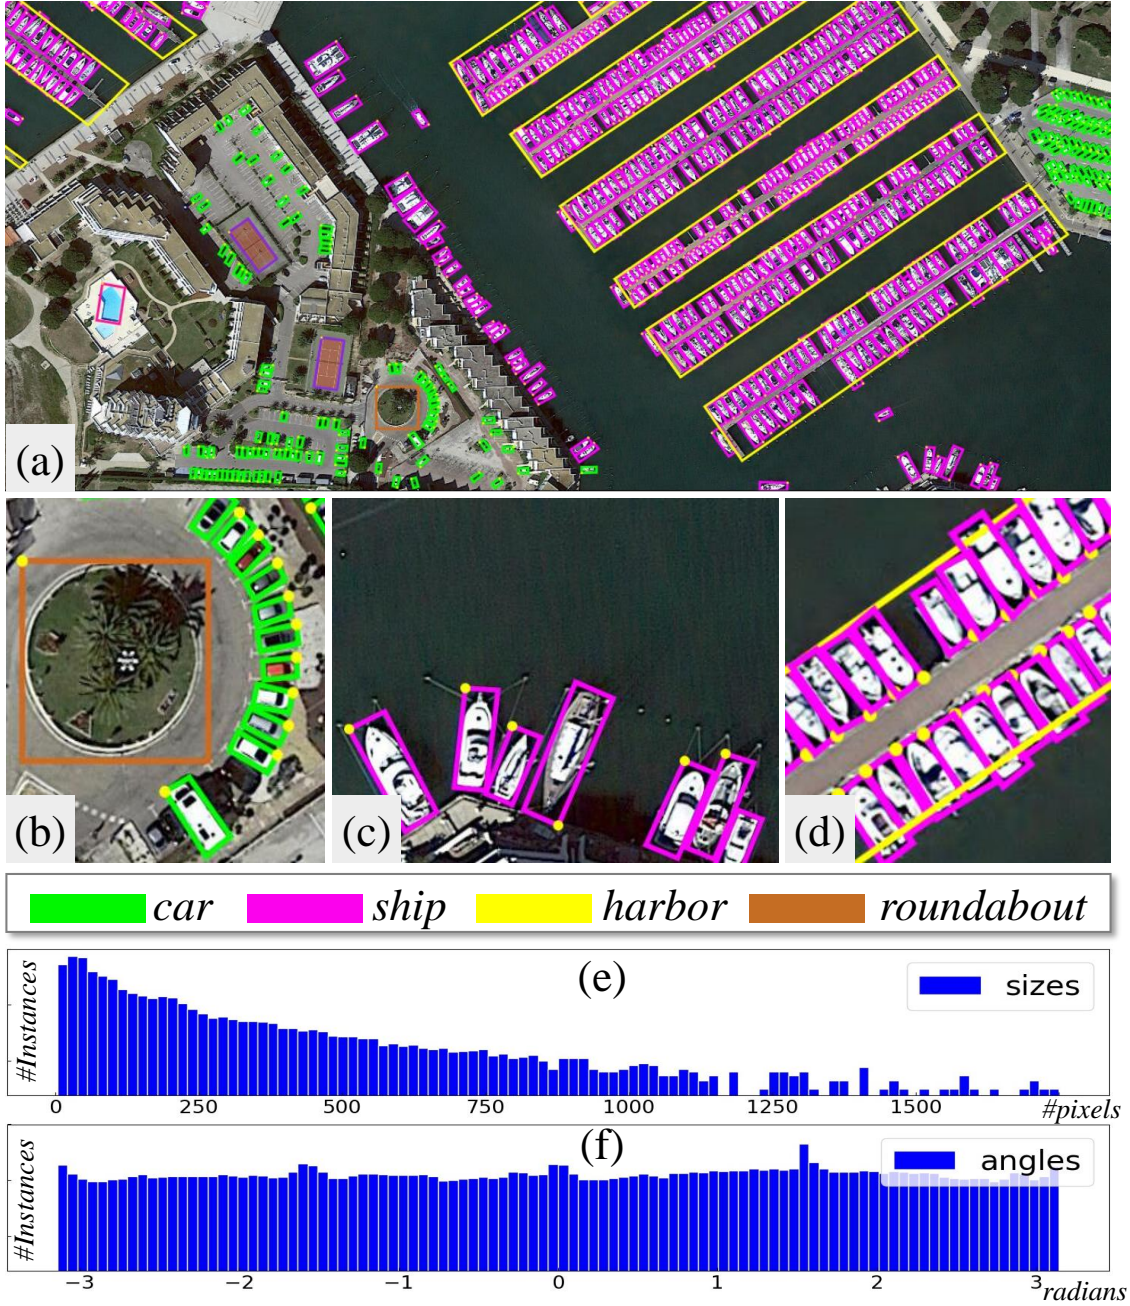 (a)
(b)
(c)
(d)
car
ship
harbor
roundabout
(e)
#Instances
sizes
0 250 500 750 1000 1250 1500
#pixels
(f)
#Instances
angles
−3 −2 −1 0 1 2 3
radians